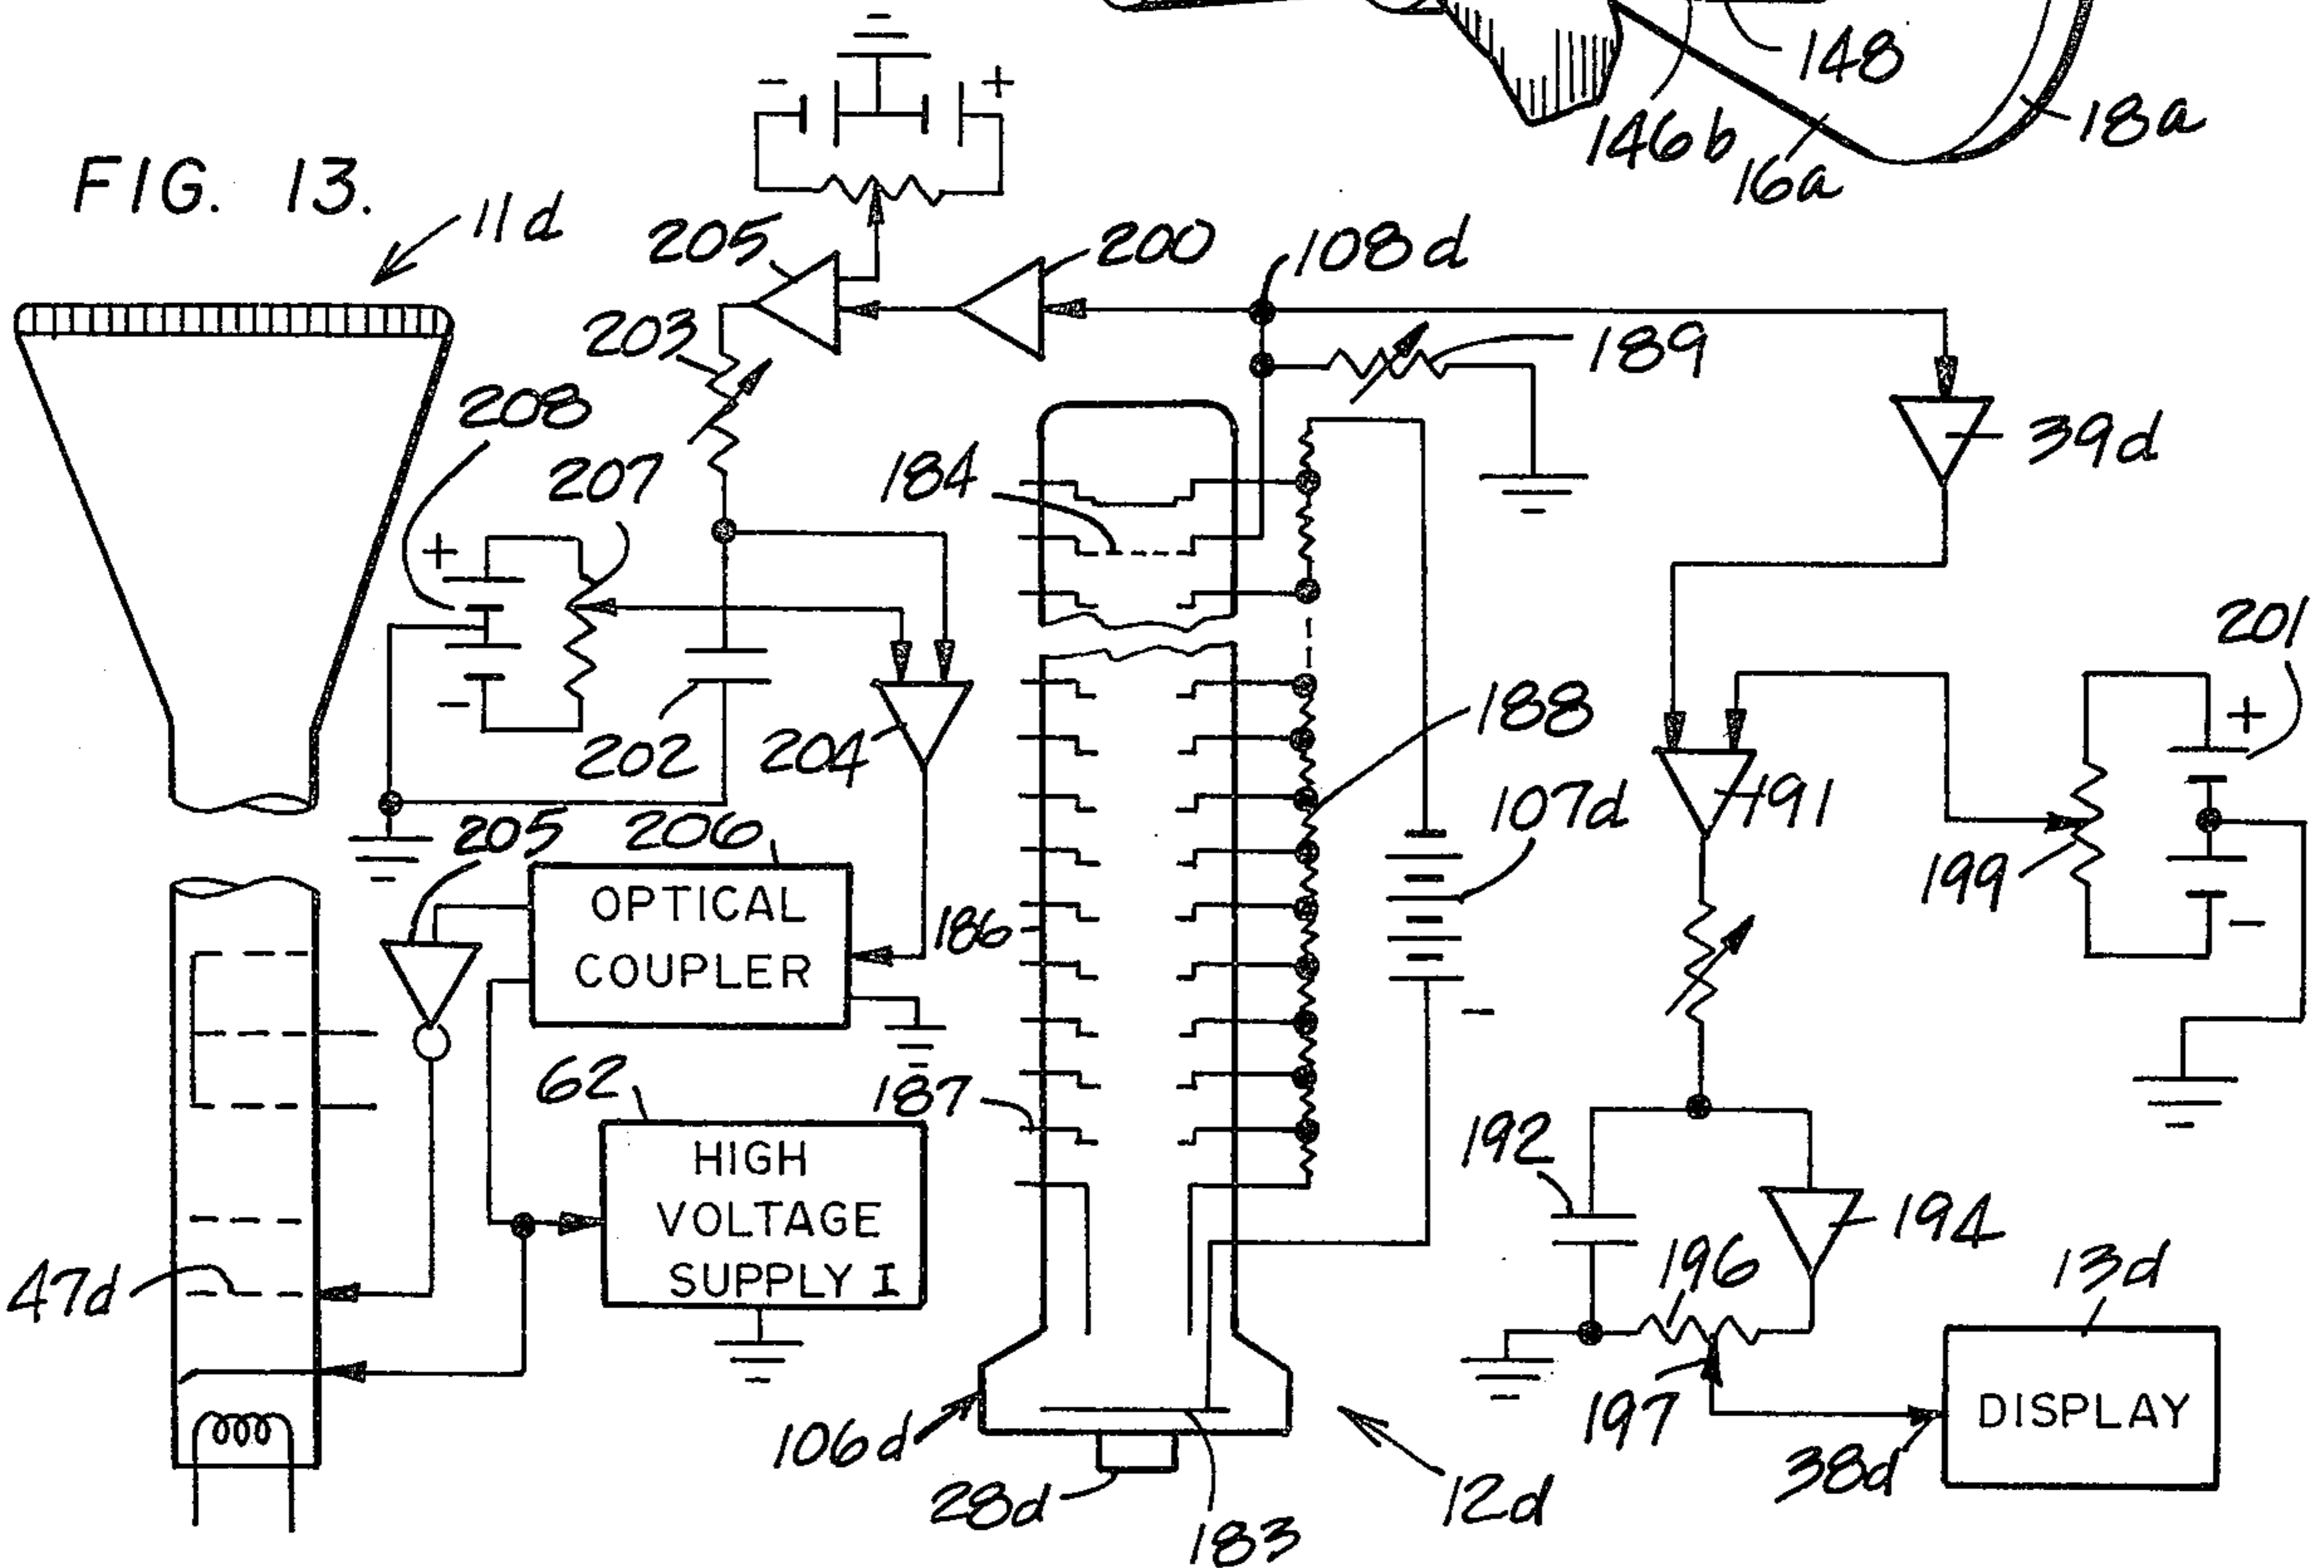 148
18a
146b
16a
FIG. 13.
11d
- +
205
200
108d
203
189
208
39d
207
184
+
201
-
202
204
188
+
191
107d
199
205
206
OPTICAL
COUPLER
186
-
-
62
187
HIGH
VOLTAGE
SUPPLY I
192
194
47d
196
13d
197
DISPLAY
106d
38d
28d
12d
183